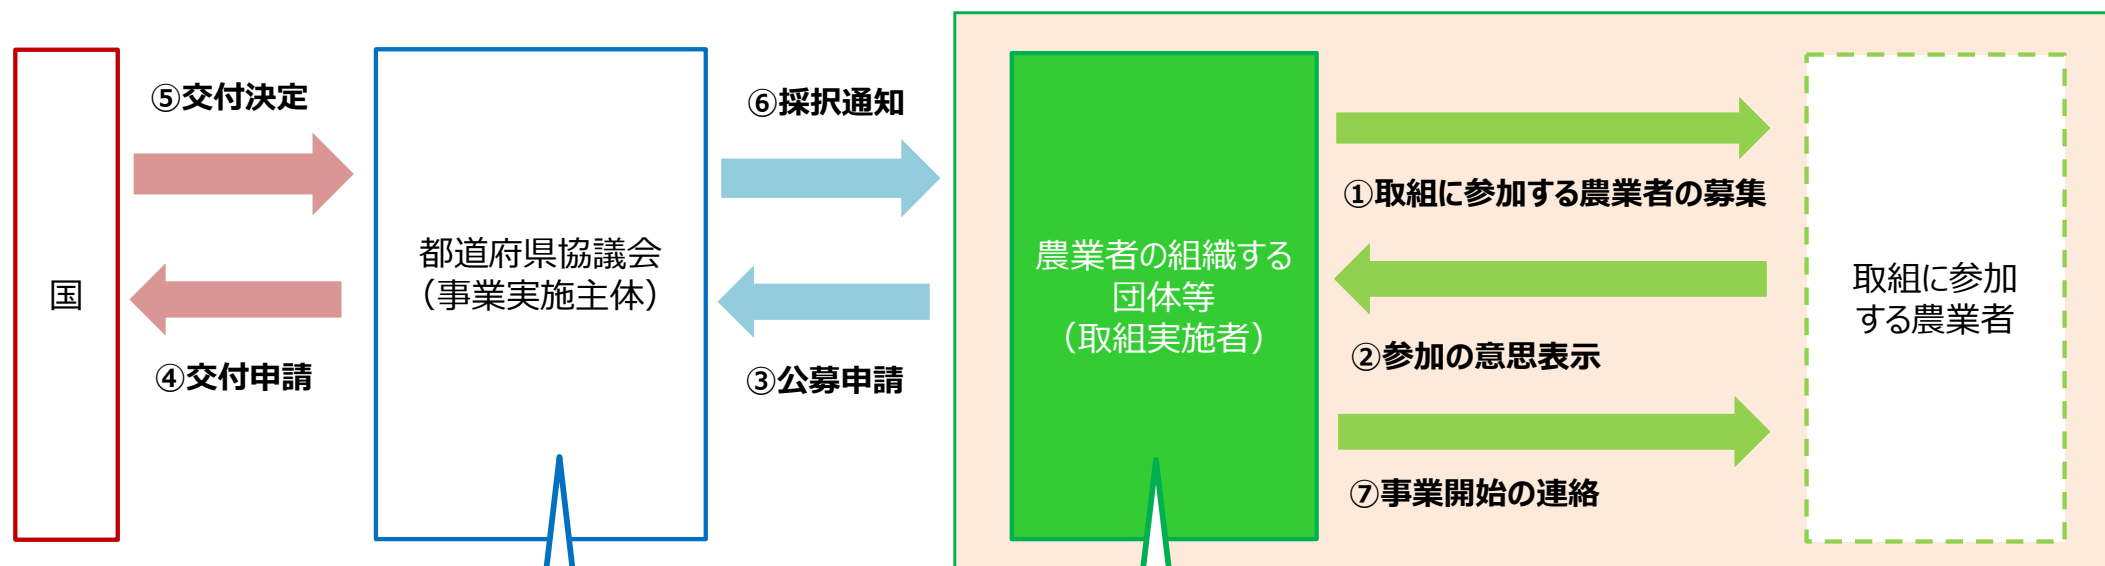 国
⑤交付決定
④交付申請
都道府県協議会
（事業実施主体）
⑥採択通知
③公募申請
農業者の組織する
団体等
（取組実施者）
①取組に参加する農業者の募集
②参加の意思表示
⑦事業開始の連絡
取組に参加
する農業者